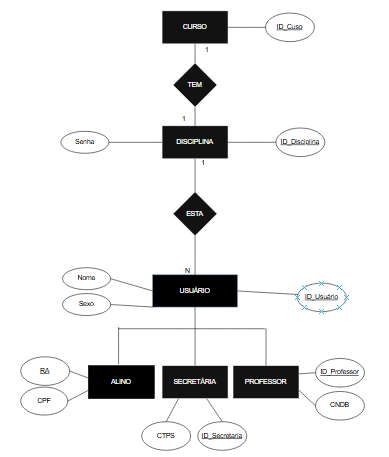 CURSO
ID_Cuso
1
TEM
1
Senha
DISCIPLINA
ID_Disciplina
1
ESTA
N
Nome
USUÁRIO
ID_Usuário
Sexo
RA
ALINO
SECRETÁRIA
PROFESSOR
ID_Professor
CPF
CNDB
CTPS
ID_Secretaria